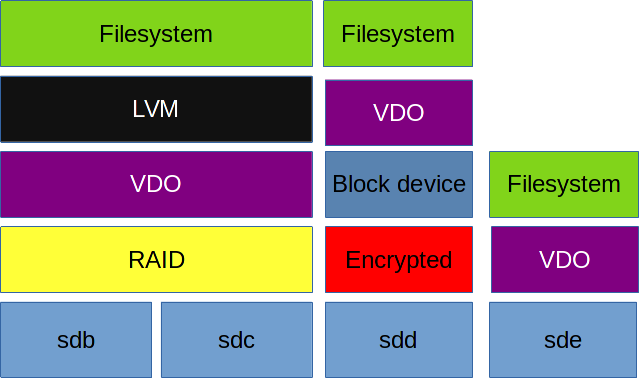 Filesystem
Filesystem
LVM
VDO
VDO
Block device
Filesystem
RAID
Encrypted
VDO
sdb
sdc
sdd
sde